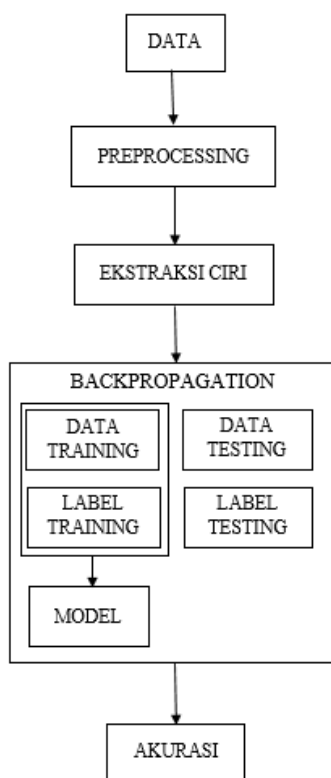 DATA
PREPROCESSING
EKSTRAKSI CIRI
BACKPROPAGATION
DATA
TRAINING
DATA
TESTING
LABEL
TRAINING
LABEL
TESTING
MODEL
AKURASI